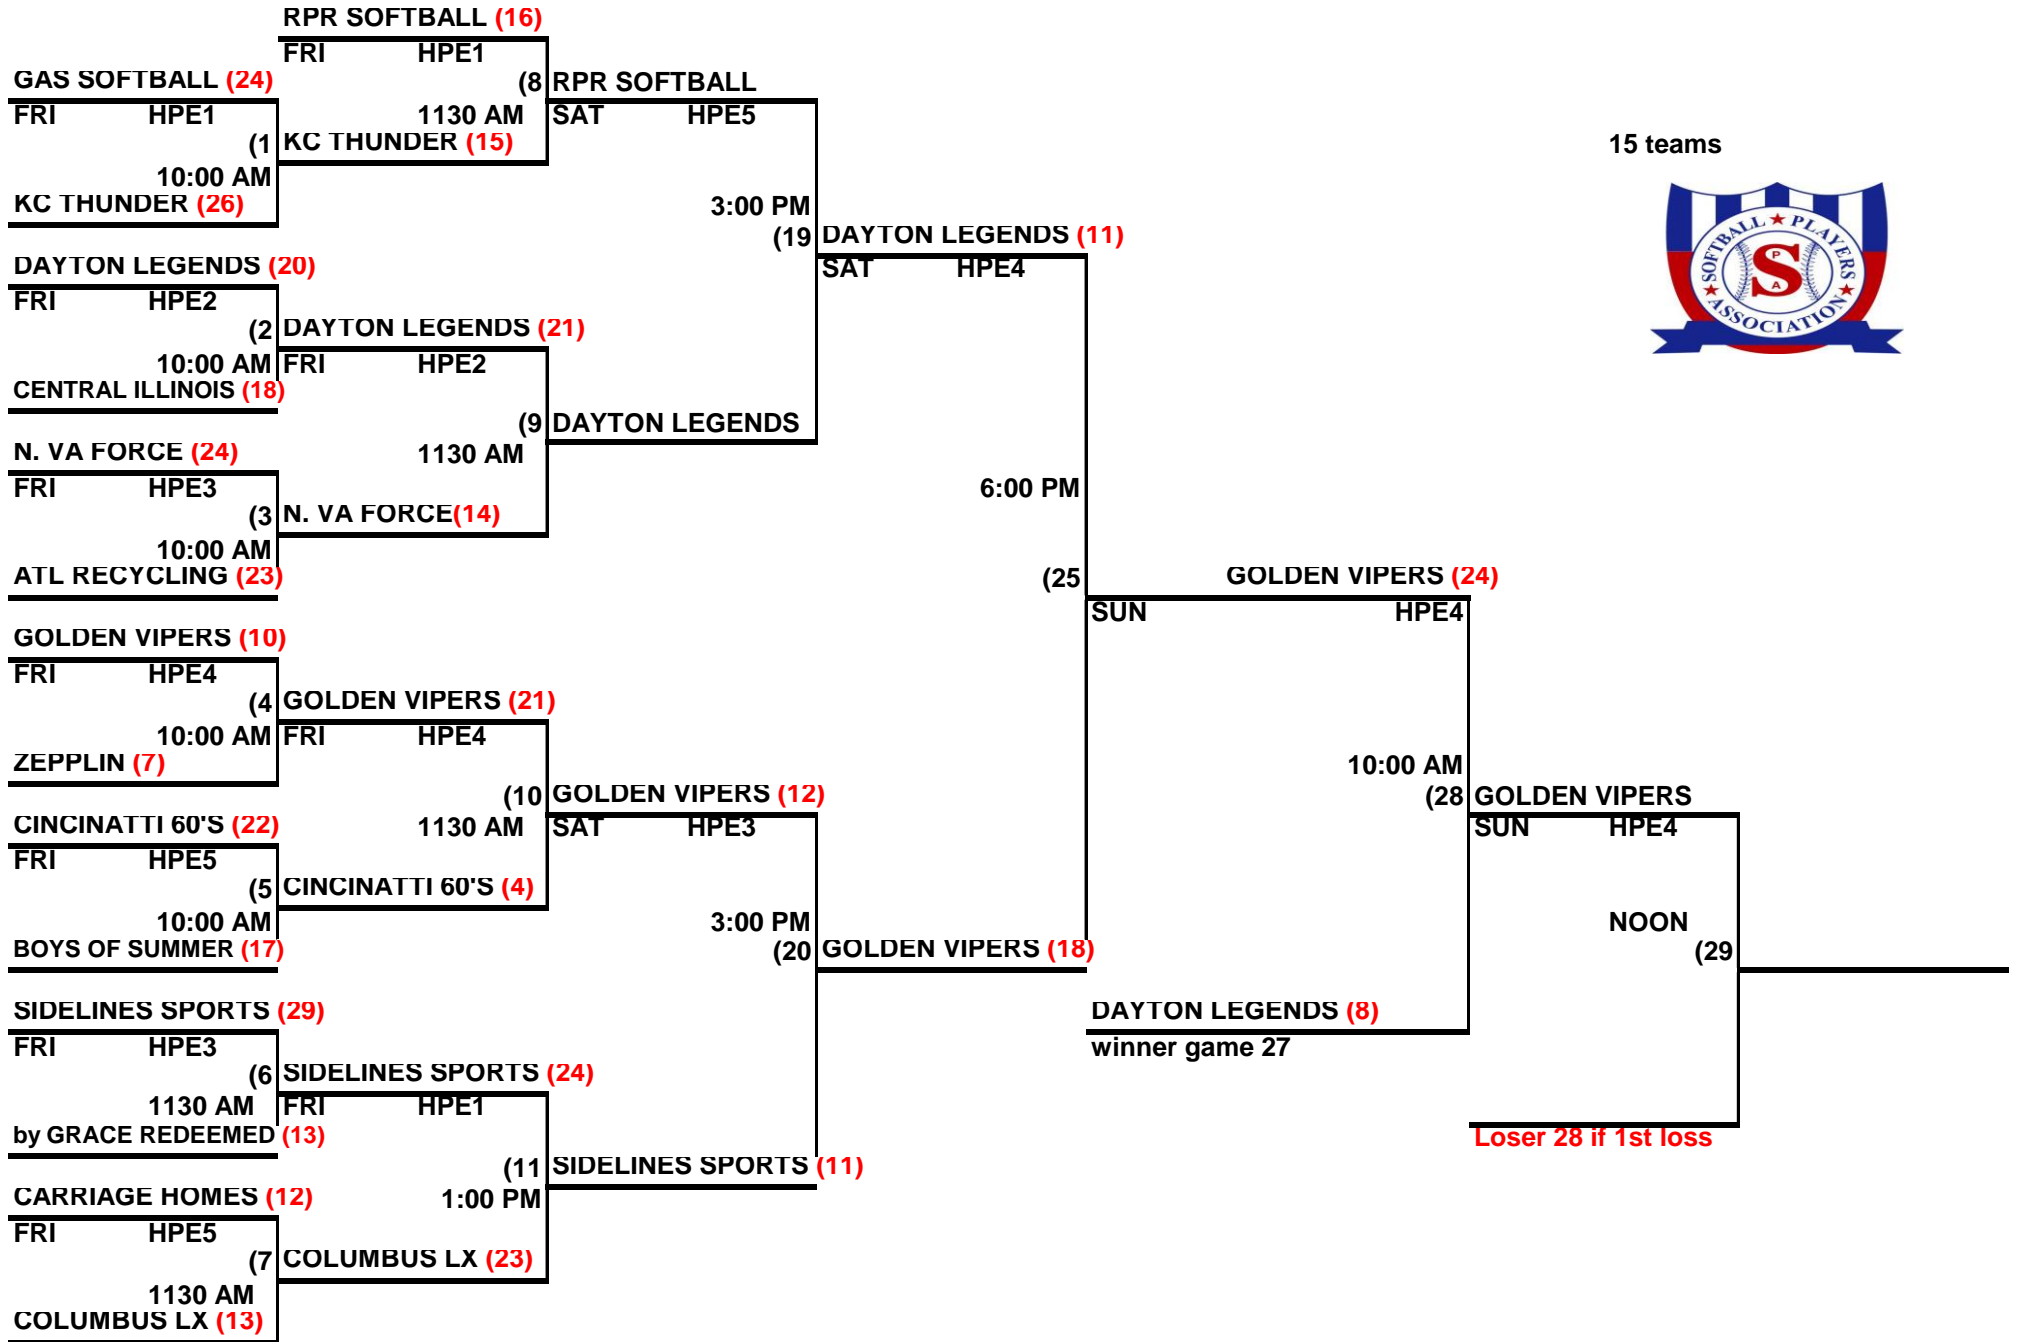 RPR SOFTBALL (16)
FRI HPE1
GAS SOFTBALL (24)
(8 RPR SOFTBALL
FRI HPE1
1130 AM SAT HPE5
(1 KC THUNDER (15)
15 teams
10:00 AM
KC THUNDER (26)
3:00 PM
(19 DAYTON LEGENDS (11)
SOFTBALL ★ PLAYERS ★ ASSOCIATION ★
P
S
A
DAYTON LEGENDS (20)
SAT HPE4
FRI HPE2
(2 DAYTON LEGENDS (21)
10:00 AM FRI HPE2
CENTRAL ILLINOIS (18)
(9 DAYTON LEGENDS
N. VA FORCE (24)
1130 AM
FRI HPE3
6:00 PM
(3 N. VA FORCE(14)
10:00 AM
ATL RECYCLING (23)
(25 GOLDEN VIPERS (24)
SUN HPE4
GOLDEN VIPERS (10)
FRI HPE4
(4 GOLDEN VIPERS (21)
10:00 AM FRI HPE4
ZEPPLIN (7)
10:00 AM
(10 GOLDEN VIPERS (12)
(28 GOLDEN VIPERS
CINCINATTI 60'S (22)
1130 AM SAT HPE3
SUN HPE4
FRI HPE5
(5 CINCINATTI 60'S (4)
10:00 AM
3:00 PM
NOON
BOYS OF SUMMER (17)
(20 GOLDEN VIPERS (18)
(29
SIDELINES SPORTS (29)
DAYTON LEGENDS (8)
FRI HPE3
winner game 27
(6 SIDELINES SPORTS (24)
1130 AM FRI HPE1
by GRACE REDEEMED (13)
Loser 28 if 1st loss
(11 SIDELINES SPORTS (11)
CARRIAGE HOMES (12)
1:00 PM
FRI HPE5
(7 COLUMBUS LX (23)
1130 AM
COLUMBUS LX (13)